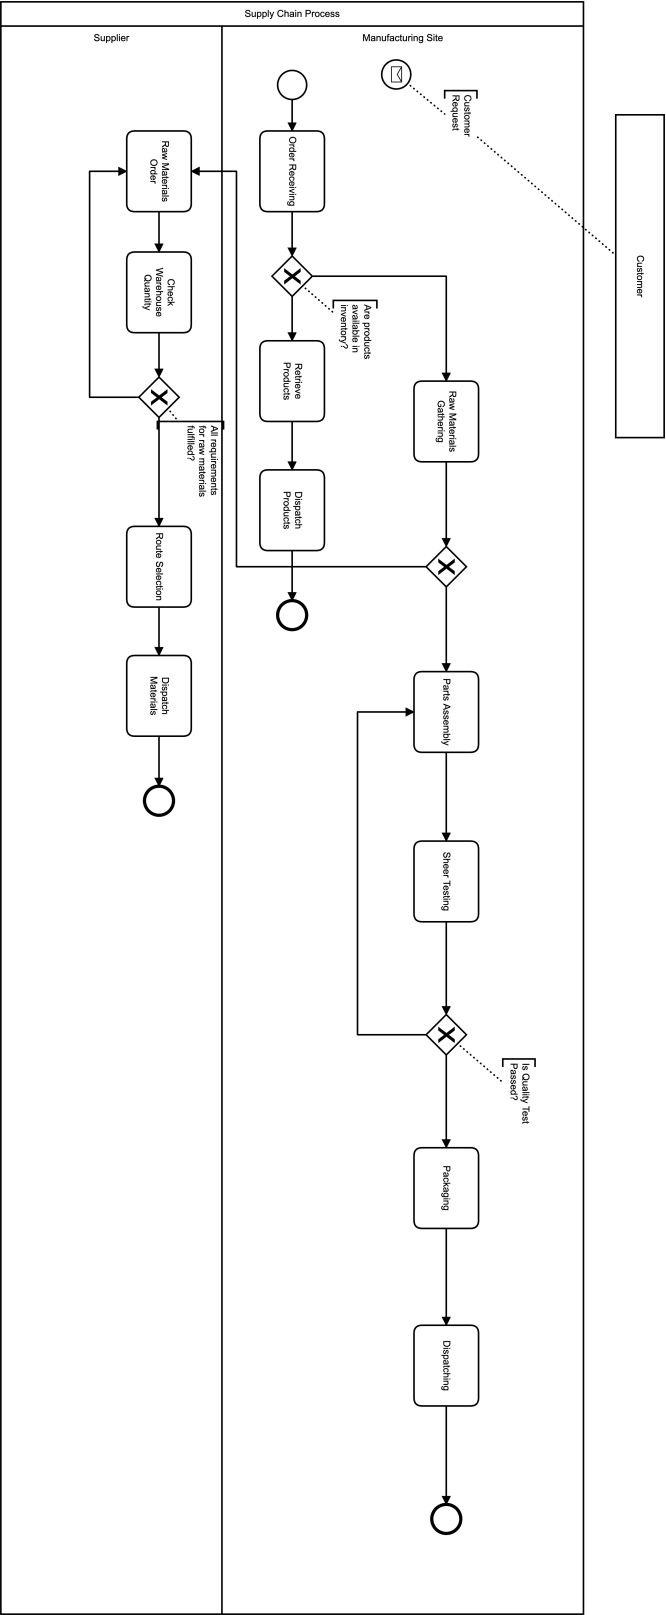 Supply Chain Process
Supplier
Manufacturing Site
Customer
Request
Customer
Order Receiving
Raw Materials
Order
Check
Warehouse
Quantity
Are products
available in
inventory?
Retrieve
Products
Raw Materials
Gathering
All requirements
for raw materials
fulfilled?
Dispatch
Products
Route Selection
Dispatch
Materials
Parts Assembly
Sheer Testing
Is Quality Test
Passed?
Packaging
Dispatching